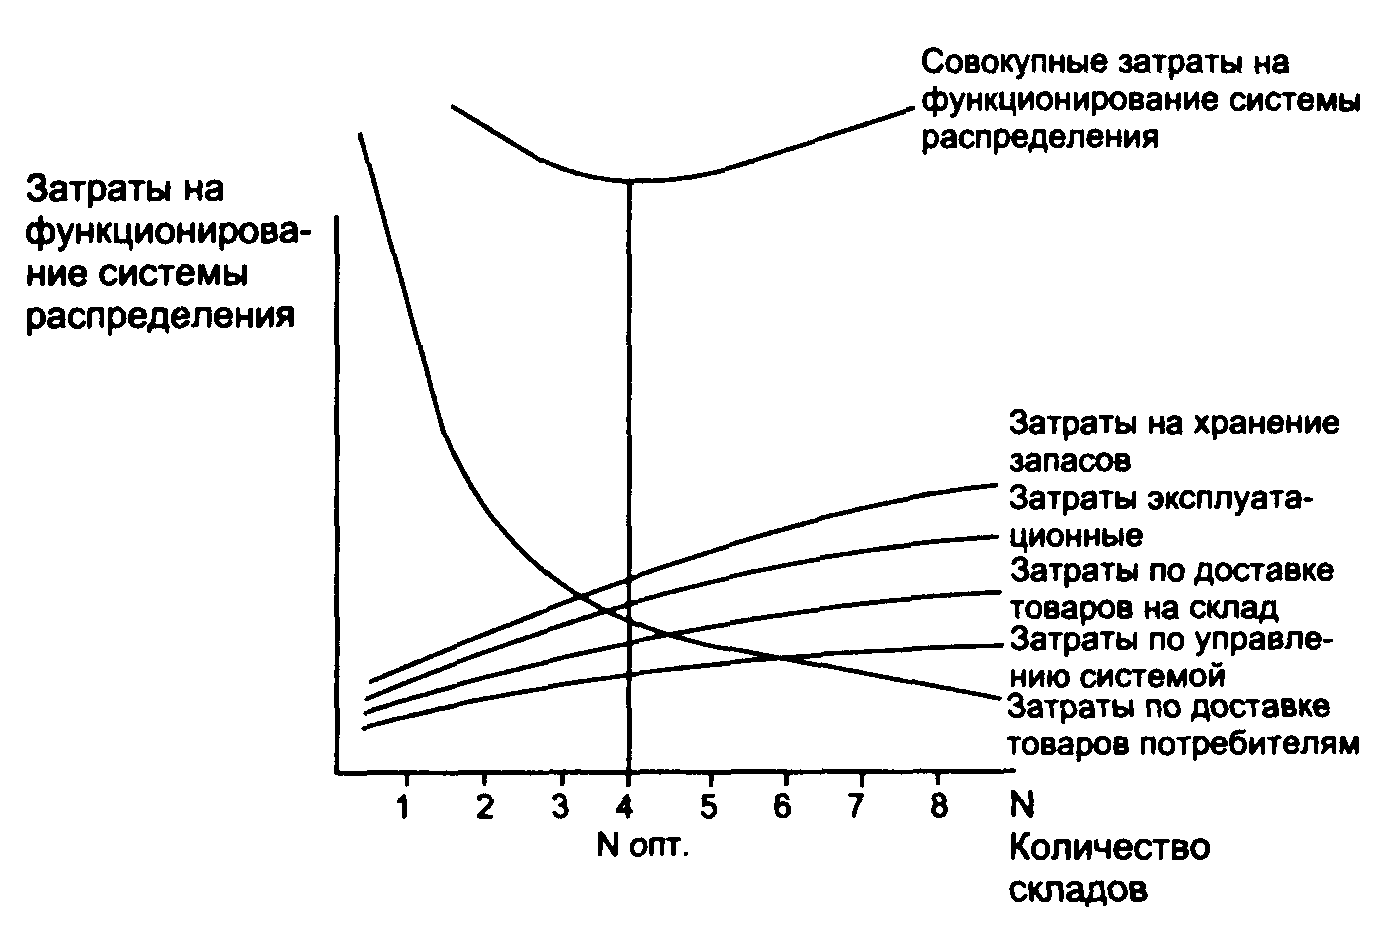 Совокупные затраты на
функционирование системы
распределения
Затраты на
функционирова-
ние системы
распределения
Затраты на хранение
запасов
Затраты эксплуата-
ционные
Затраты по доставке
товаров на склад
Затраты по управле-
нию системой
Затраты по доставке
товаров потребителям
1 2 3 4 5 6 7 8 N
N опт.
Количество
складов